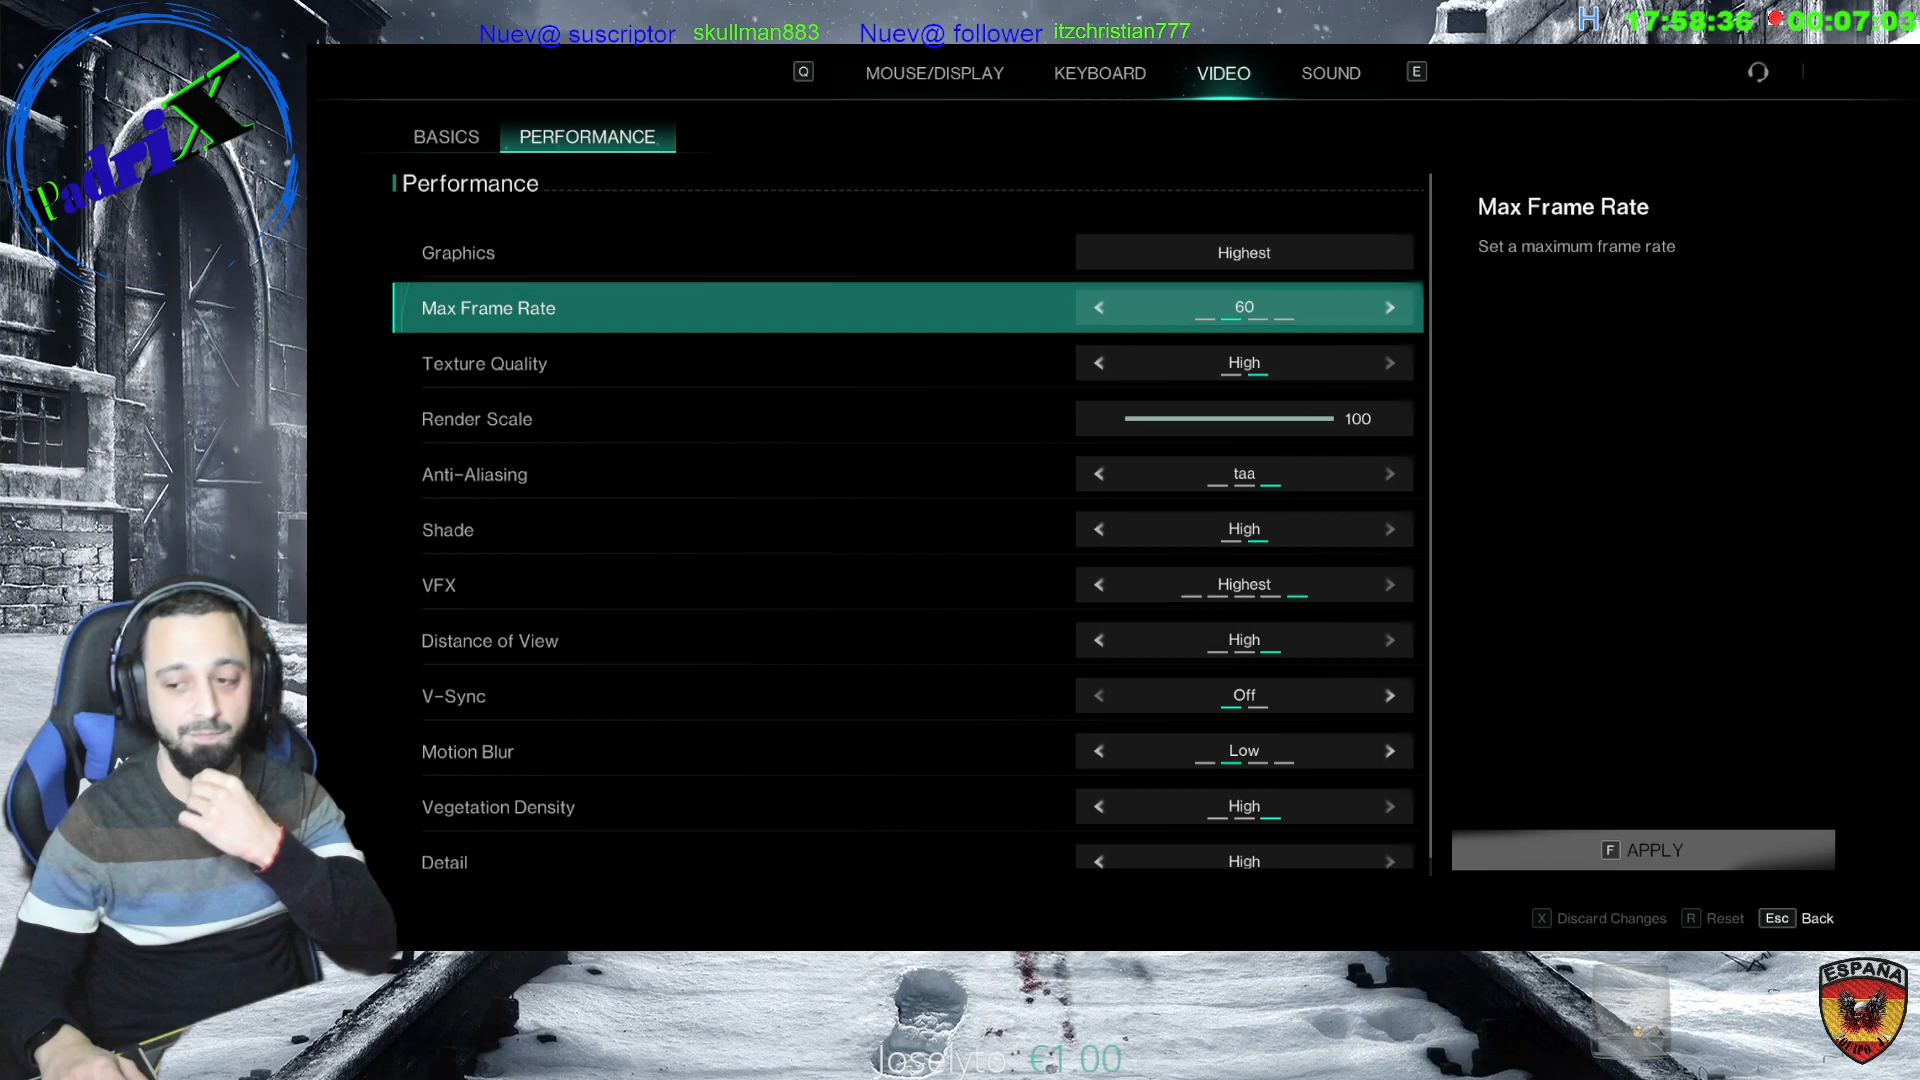 Nuev@ suscriptor skullman883 Nuev@ follower itzchristian777
H 17:58:36 00:07:03
PadriX
Q MOUSE/DISPLAY KEYBOARD VIDEO SOUND E
BASICS PERFORMANCE
Performance
Graphics Highest
Max Frame Rate 60
Texture Quality High
Render Scale 100
Anti-Aliasing taa
Shade High
VFX Highest
Distance of View High
V-Sync Off
Motion Blur Low
Vegetation Density High
Detail High
Max Frame Rate
Set a maximum frame rate
F APPLY
X Discard Changes R Reset Esc Back
ESPAÑA
Joselyto €1.00